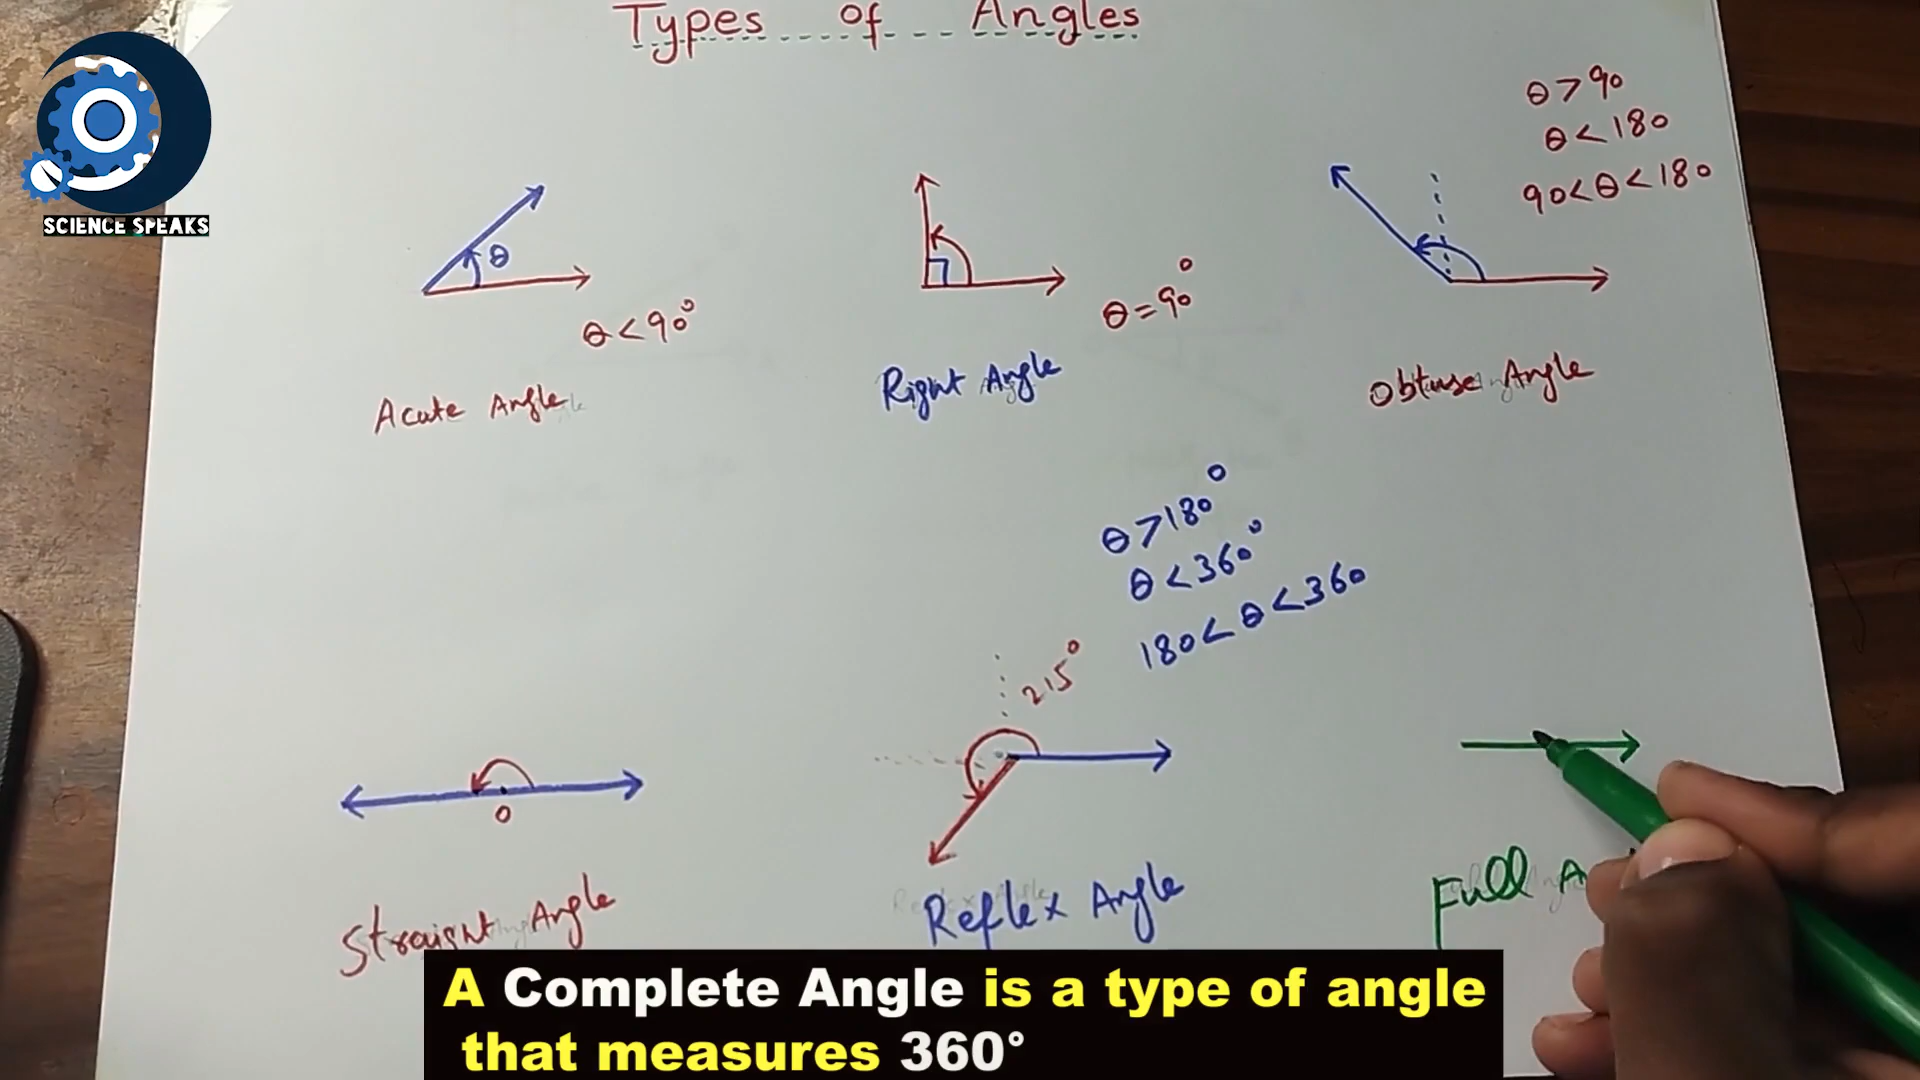 Types of Angles
SCIENCE SPEAKS
θ > 90
θ < 180
90 < θ < 180
θ
θ < 90°
Acute Angle
θ = 90°
Right Angle
Obtuse Angle
θ > 180°
θ < 360°
180 < θ < 360
215°
O
Straight Angle
Reflex Angle
Full A
A Complete Angle is a type of angle
that measures 360°